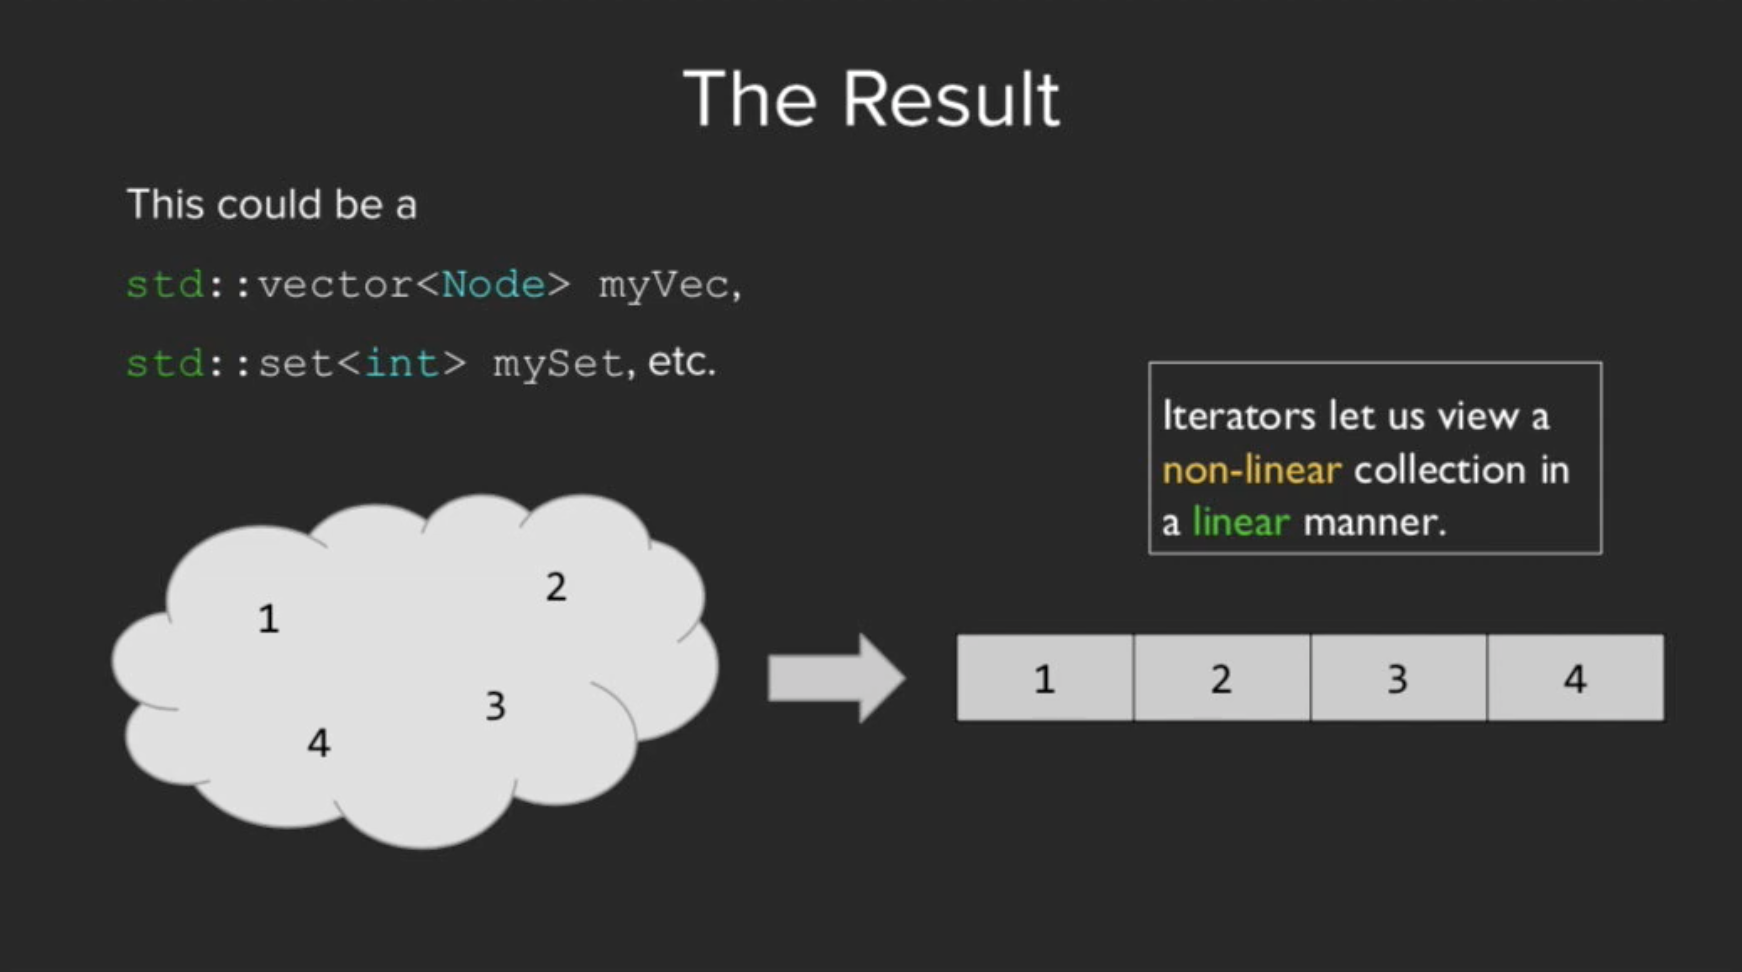 The Result
This could be a
std::vector<Node> myVec,
std::set<int> mySet, etc.
Iterators let us view a
non-linear collection in
a linear manner.
1
2
3
4
1 2 3 4